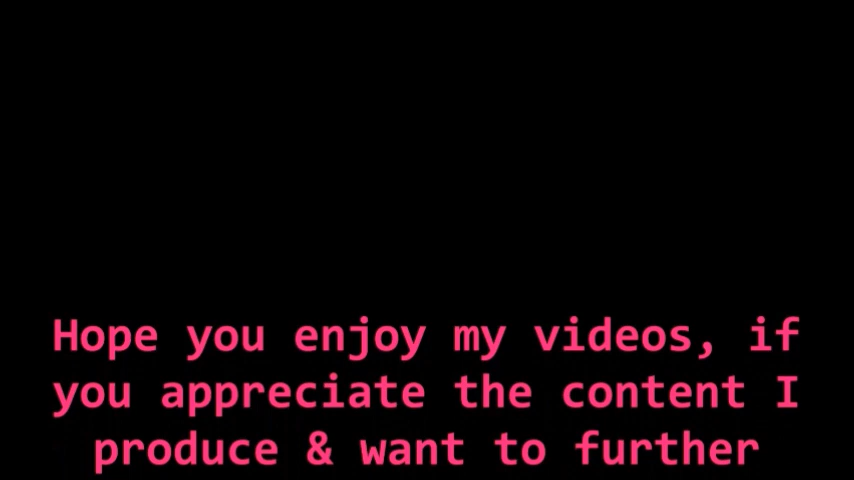 Hope you enjoy my videos, if
you appreciate the content I
produce & want to further